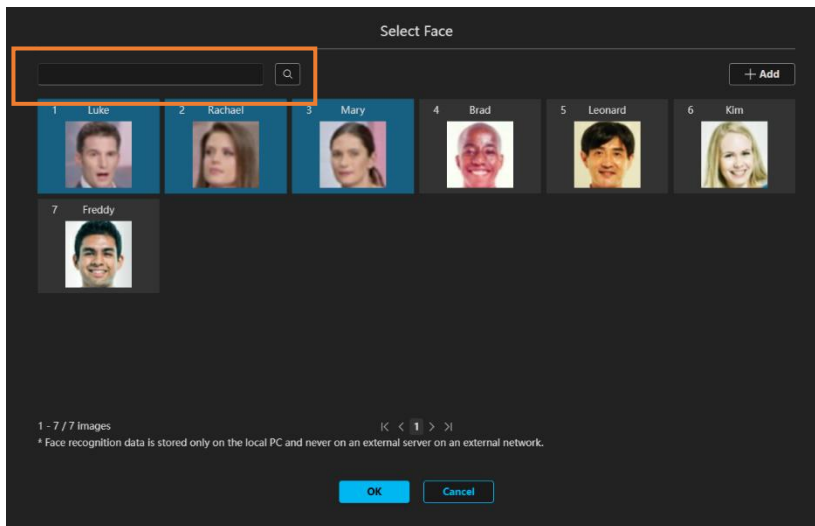 Select Face
+ Add
1 Luke
2 Rachael
3 Mary
4 Brad
5 Leonard
6 Kim
7 Freddy
1 - 7 / 7 images
1
* Face recognition data is stored only on the local PC and never on an external server on an external network.
OK
Cancel